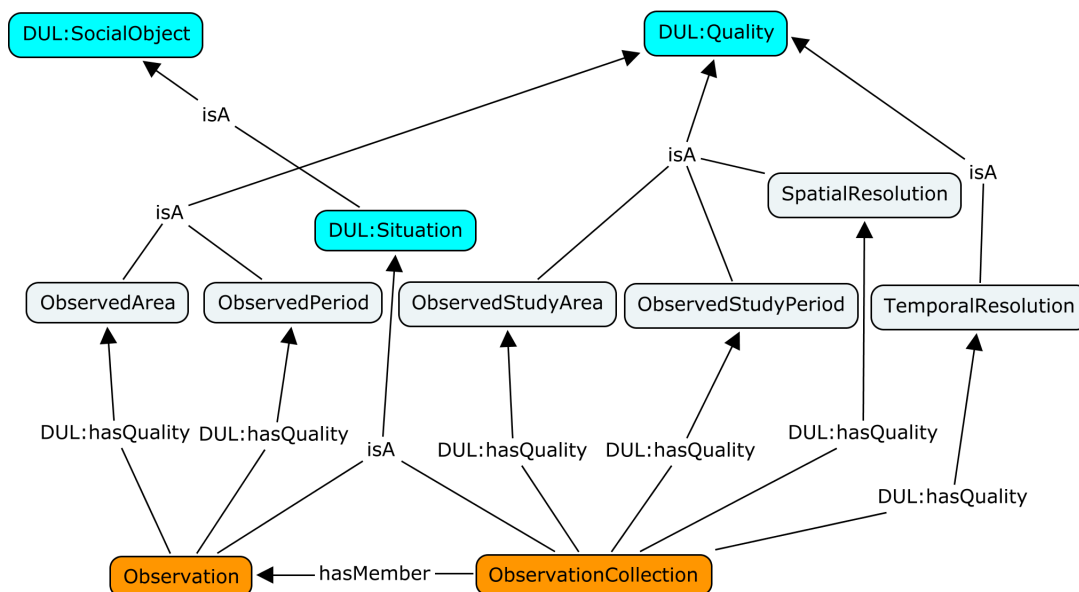 DUL:SocialObject
DUL:Quality
isA
isA
isA
SpatialResolution
isA
DUL:Situation
ObservedArea
ObservedPeriod
ObservedStudyArea
ObservedStudyPeriod
TemporalResolution
DUL:hasQuality
DUL:hasQuality
isA
DUL:hasQuality
DUL:hasQuality
DUL:hasQuality
DUL:hasQuality
Observation
hasMember
ObservationCollection